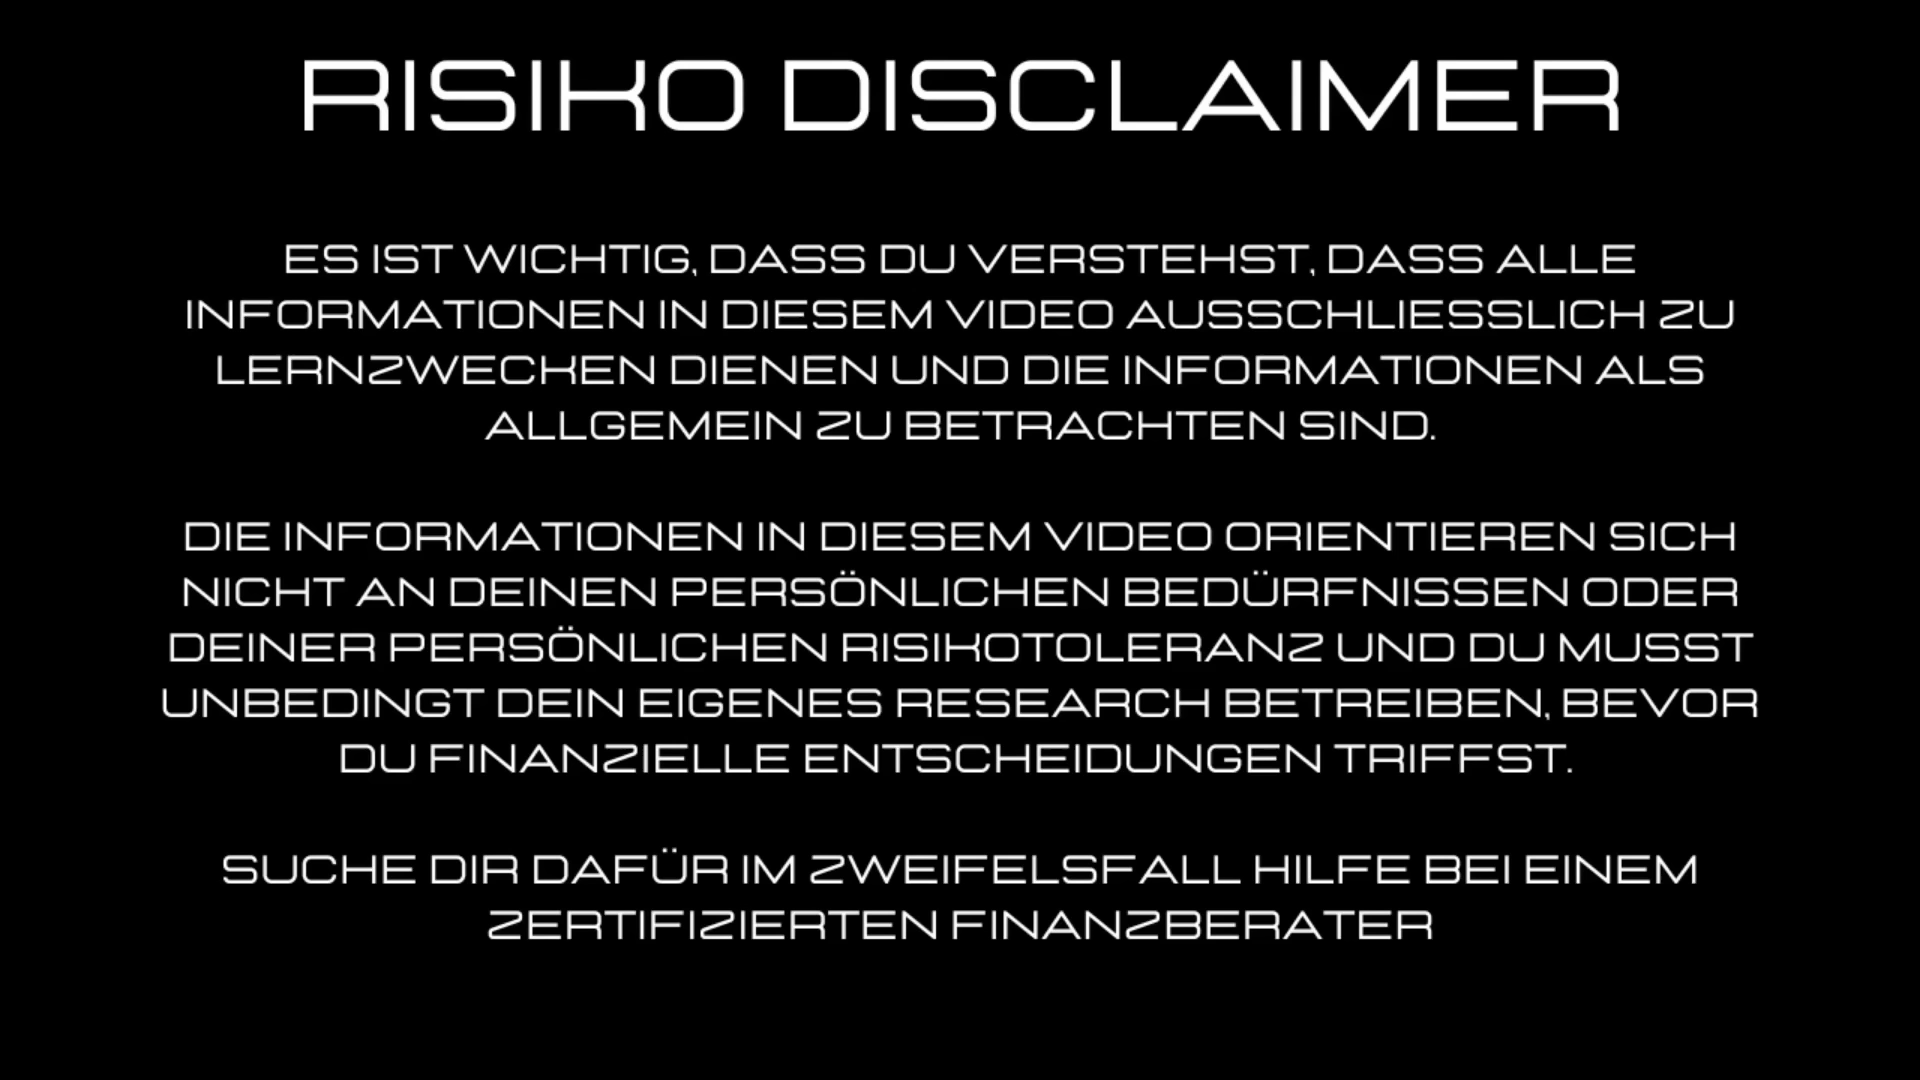 RISIKO DISCLAIMER
ES IST WICHTIG, DASS DU VERSTEHST, DASS ALLE
INFORMATIONEN IN DIESEM VIDEO AUSSCHLIESSLICH ZU
LERNZWECKEN DIENEN UND DIE INFORMATIONEN ALS
ALLGEMEIN ZU BETRACHTEN SIND.
DIE INFORMATIONEN IN DIESEM VIDEO ORIENTIEREN SICH
NICHT AN DEINEN PERSÖNLICHEN BEDÜRFNISSEN ODER
DEINER PERSÖNLICHEN RISIKOTOLERANZ UND DU MUSST
UNBEDINGT DEIN EIGENES RESEARCH BETREIBEN, BEVOR
DU FINANZIELLE ENTSCHEIDUNGEN TRIFFST.
SUCHE DIR DAFÜR IM ZWEIFELSFALL HILFE BEI EINEM
ZERTIFIZIERTEN FINANZBERATER